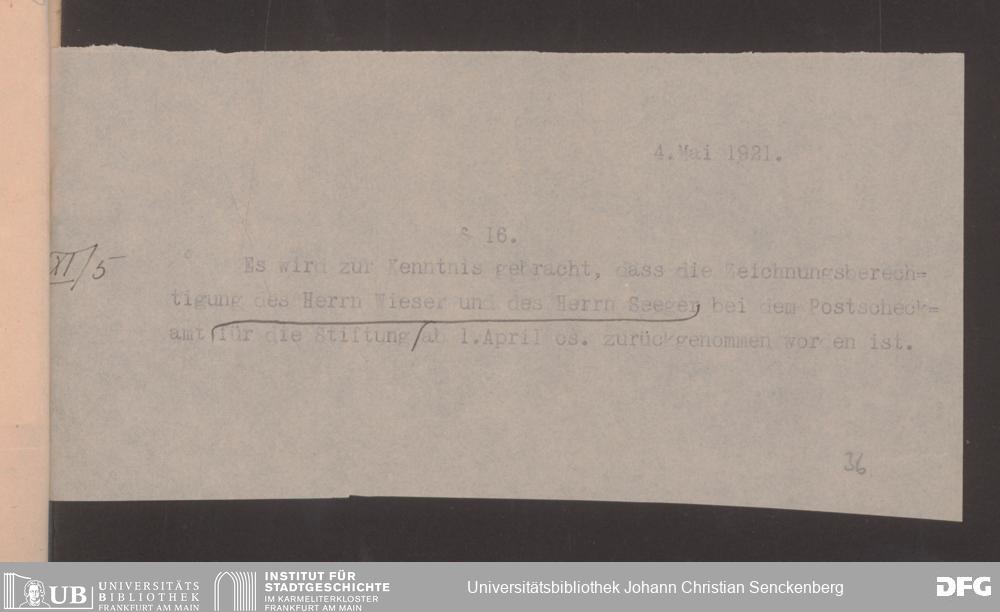 4.Mai 1921.
§ 16.
XI/5
Es wird zur Kenntnis gebracht, dass die Zeichnungsberech=
tigung des Herrn Wieser und des Herrn Seeger bei dem Postscheck=
amt für die Stiftung ab 1.April cs. zurückgenommen worden ist.
36
UB UNIVERSITÄTS
BIBLIOTHEK
FRANKFURT AM MAIN
INSTITUT FÜR
STADTGESCHICHTE
IM KARMELITERKLOSTER
FRANKFURT AM MAIN
Universitätsbibliothek Johann Christian Senckenberg
DFG